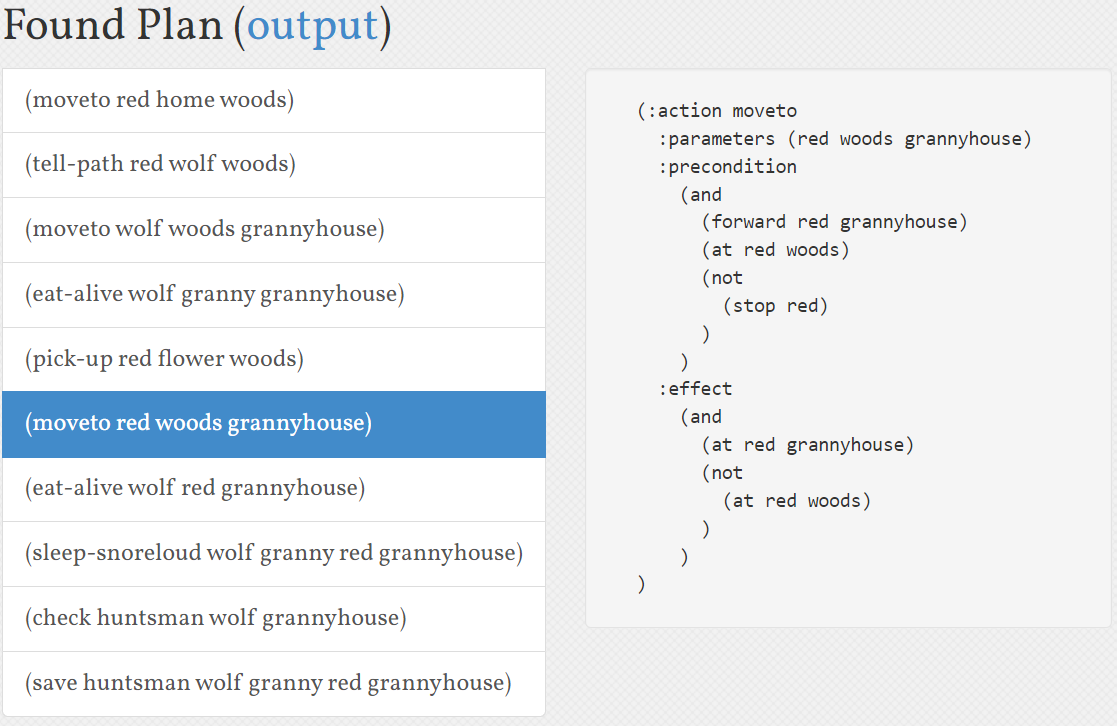 Found Plan (output)
(moveto red home woods)
(tell-path red wolf woods)
(moveto wolf woods grannyhouse)
(eat-alive wolf granny grannyhouse)
(pick-up red flower woods)
(moveto red woods grannyhouse)
(eat-alive wolf red grannyhouse)
(sleep-snoreloud wolf granny red grannyhouse)
(check huntsman wolf grannyhouse)
(save huntsman wolf granny red grannyhouse)
(:action moveto
  :parameters (red woods grannyhouse)
  :precondition
    (and
      (forward red grannyhouse)
      (at red woods)
      (not
        (stop red)
      )
    )
  :effect
    (and
      (at red grannyhouse)
      (not
        (at red woods)
      )
    )
)